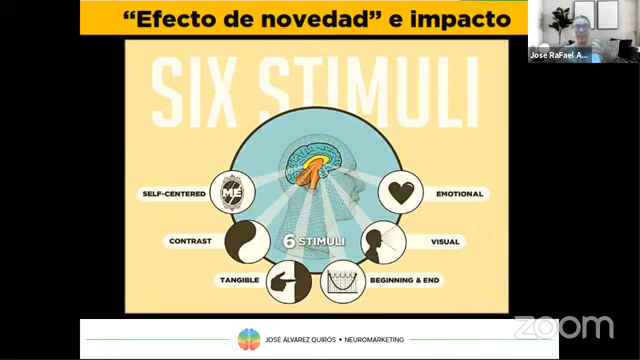 “Efecto de novedad” e impacto
Jose RaFael A...
SIX STIMULI
SELF-CENTERED
ME
EMOTIONAL
CONTRAST
6 STIMULI
VISUAL
TANGIBLE
BEGINNING & END
JOSÉ ÁLVAREZ QUIRÓS • NEUROMARKETING
zoom